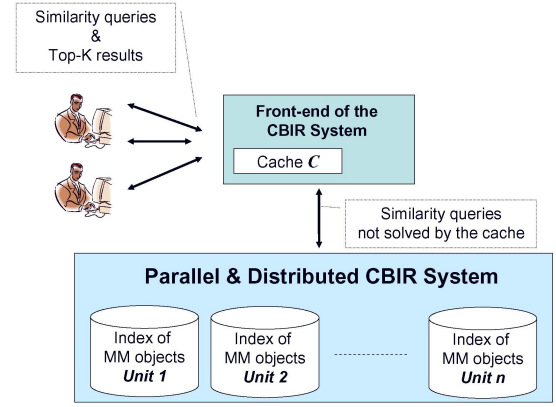 Similarity queries
&
Top-K results
Front-end of the
CBIR System
Cache C
Similarity queries
not solved by the cache
Parallel & Distributed CBIR System
Index of
MM objects
Unit 1
Index of
MM objects
Unit 2
Index of
MM objects
Unit n